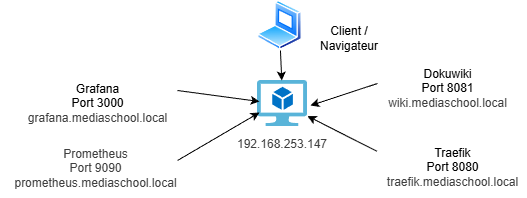 Client /
Navigateur
Grafana
Port 3000
grafana.mediaschool.local
Dokuwiki
Port 8081
wiki.mediaschool.local
192.168.253.147
Prometheus
Port 9090
prometheus.mediaschool.local
Traefik
Port 8080
traefik.mediaschool.local